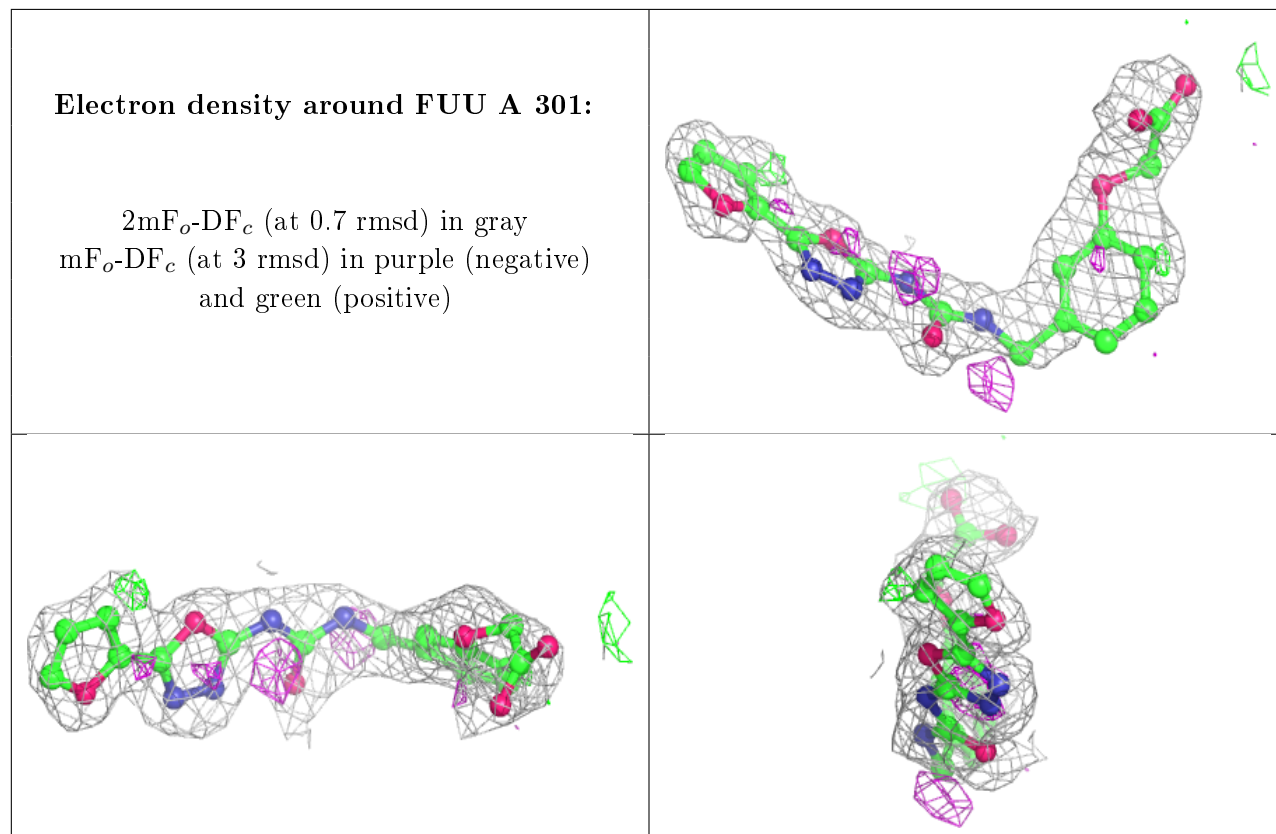 Electron density around FUU A 301:
2mFo-DFc (at 0.7 rmsd) in gray
mFo-DFc (at 3 rmsd) in purple (negative)
and green (positive)